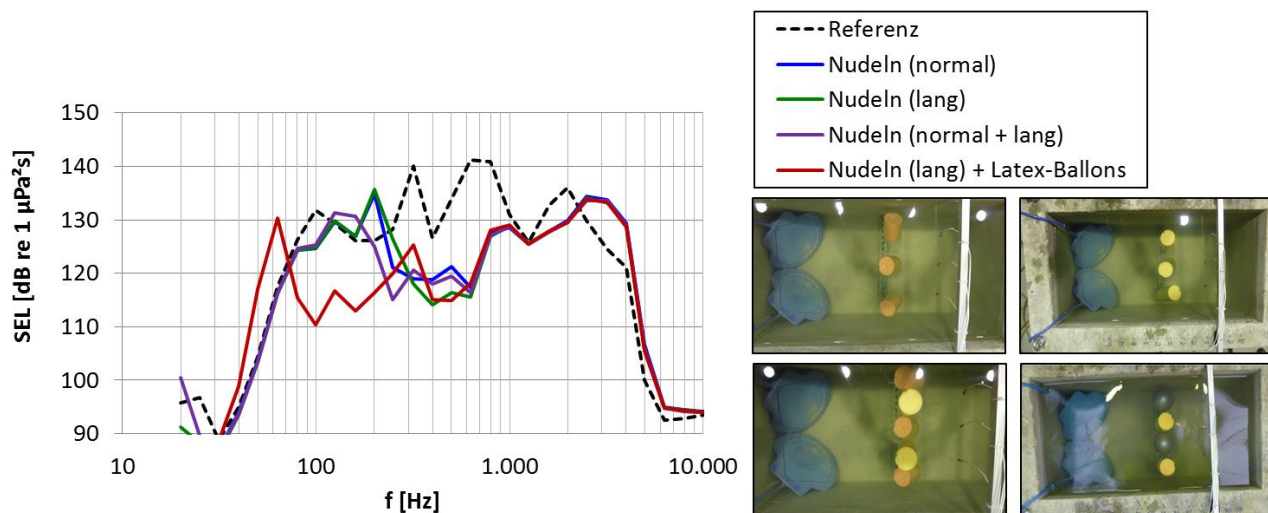 Referenz
Nudeln (normal)
Nudeln (lang)
Nudeln (normal + lang)
Nudeln (lang) + Latex-Ballons
SEL [dB re 1 µPa²s]
150
140
130
120
110
100
90
10
100
1.000
10.000
f [Hz]